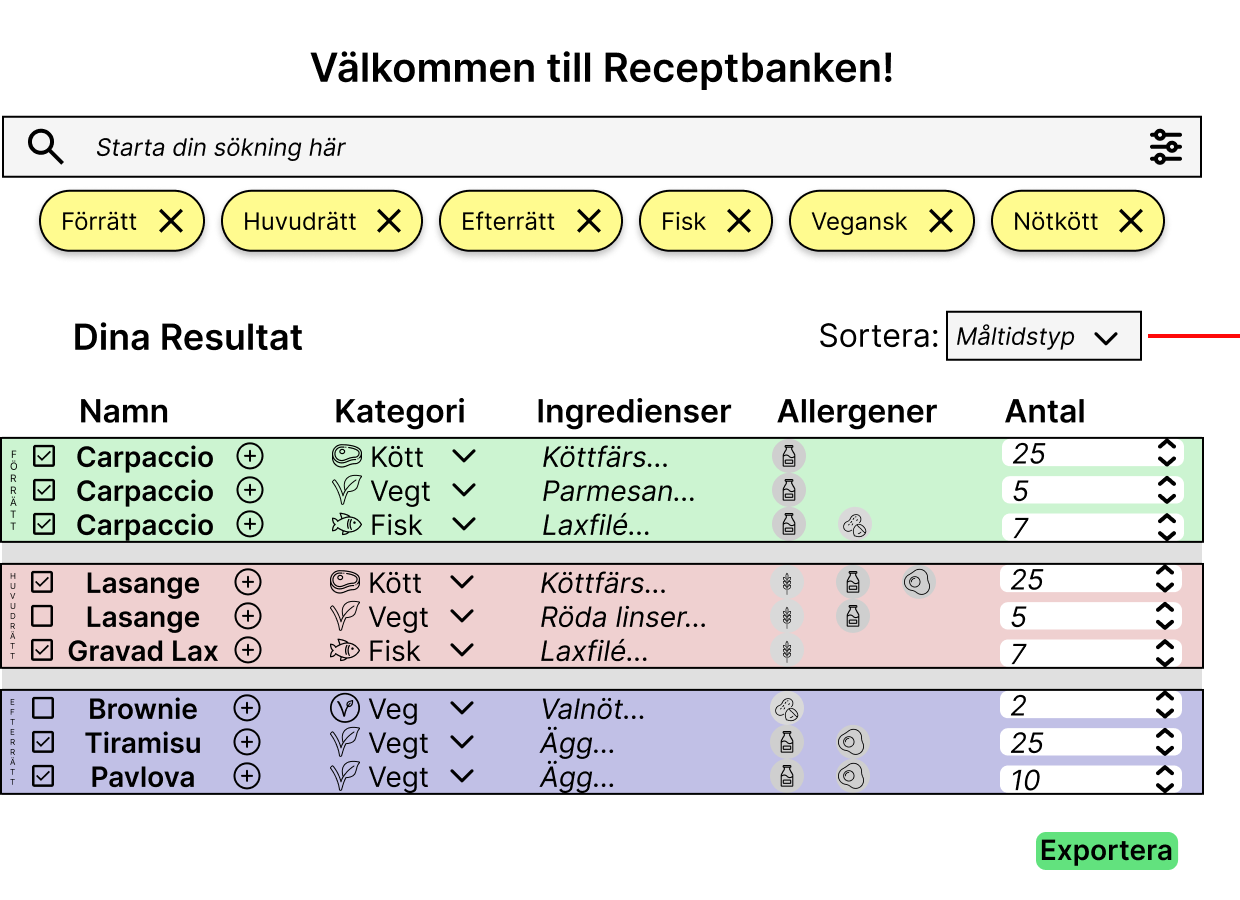 Välkommen till Receptbanken!
Starta din sökning här
Förrätt Huvudrätt Efterrätt Fisk Vegansk Nötkött
Dina Resultat Sortera: Måltidstyp
Namn Kategori Ingredienser Allergener Antal
FÖRRÄTT
Carpaccio Kött Köttfärs... 25
Carpaccio Vegt Parmesan... 5
Carpaccio Fisk Laxfilé... 7
HUVUDRÄTT
Lasange Kött Köttfärs... 25
Lasange Vegt Röda linser... 5
Gravad Lax Fisk Laxfilé... 7
EFTERRÄTT
Brownie Veg Valnöt... 2
Tiramisu Vegt Ägg... 25
Pavlova Vegt Ägg... 10
Exportera